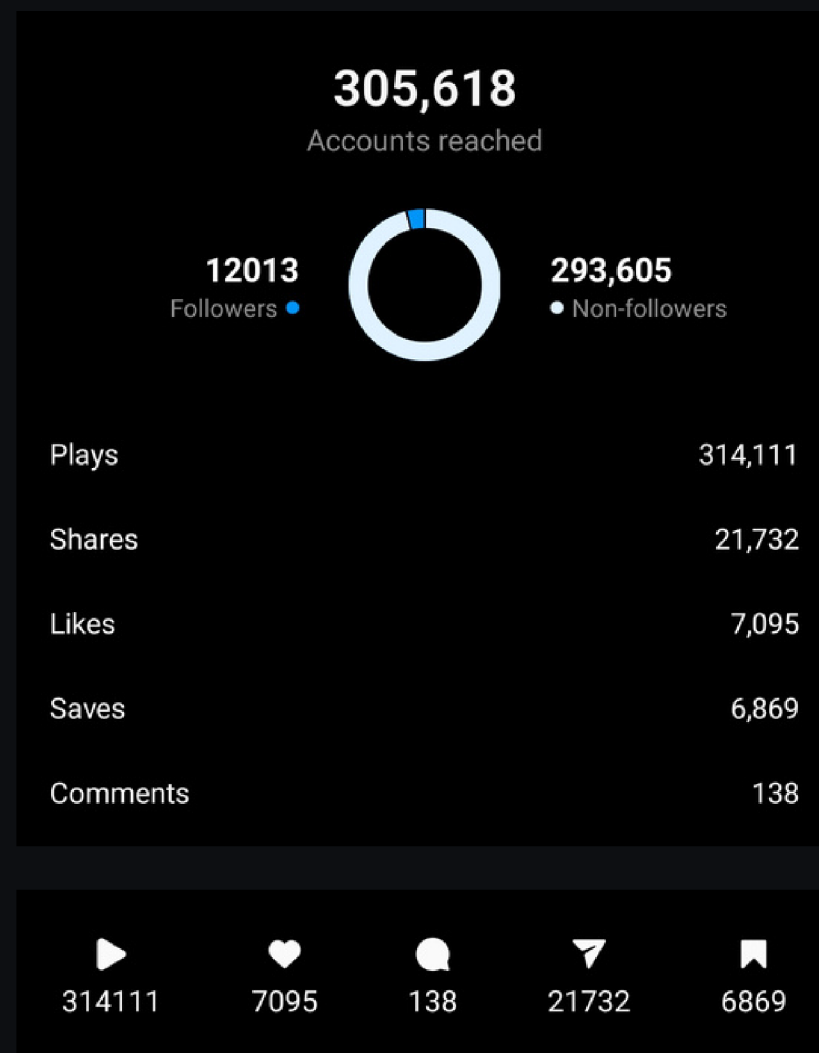 305,618
Accounts reached
12013
Followers
293,605
Non-followers
Plays 314,111
Shares 21,732
Likes 7,095
Saves 6,869
Comments 138
314111 7095 138 21732 6869